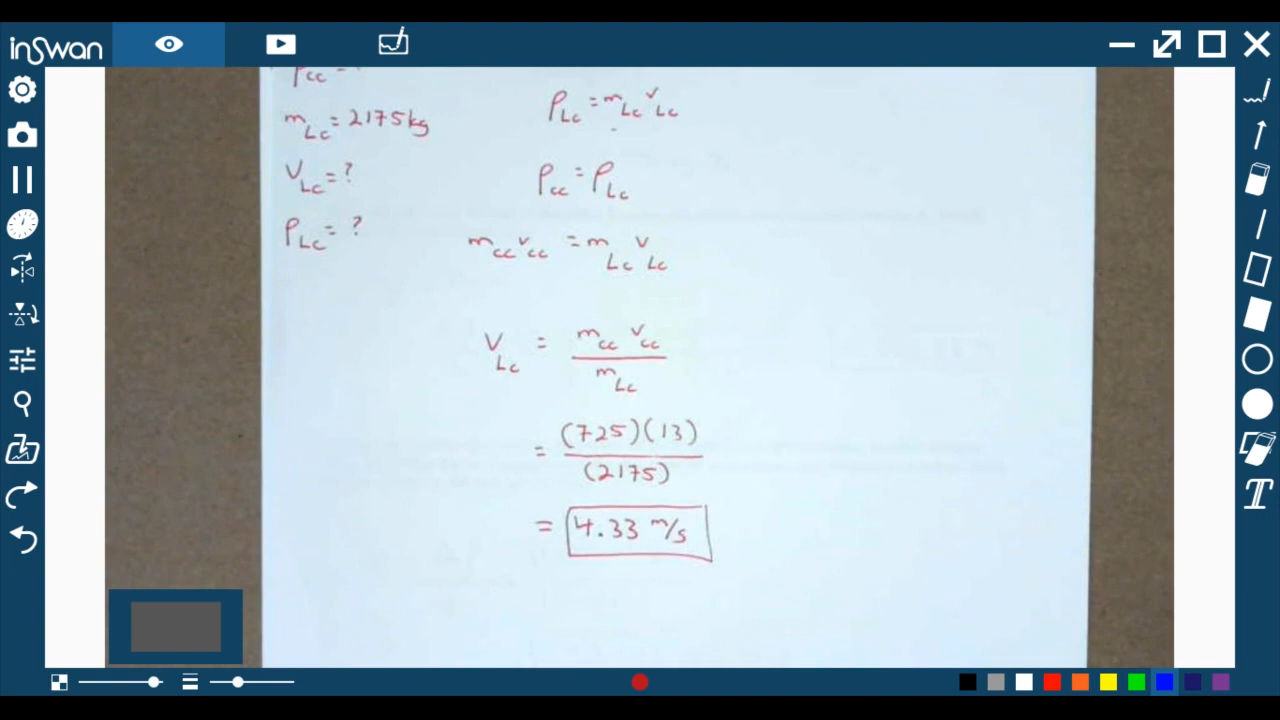 inSwan
P_cc = ?
m_Lc = 2175 kg
V_Lc = ?
P_Lc = ?
P_Lc = m_Lc v_Lc
P_cc = P_Lc
m_cc v_cc = m_Lc v_Lc
V_Lc = m_cc v_cc / m_Lc
= (725)(13) / (2175)
= 4.33 m/s
T